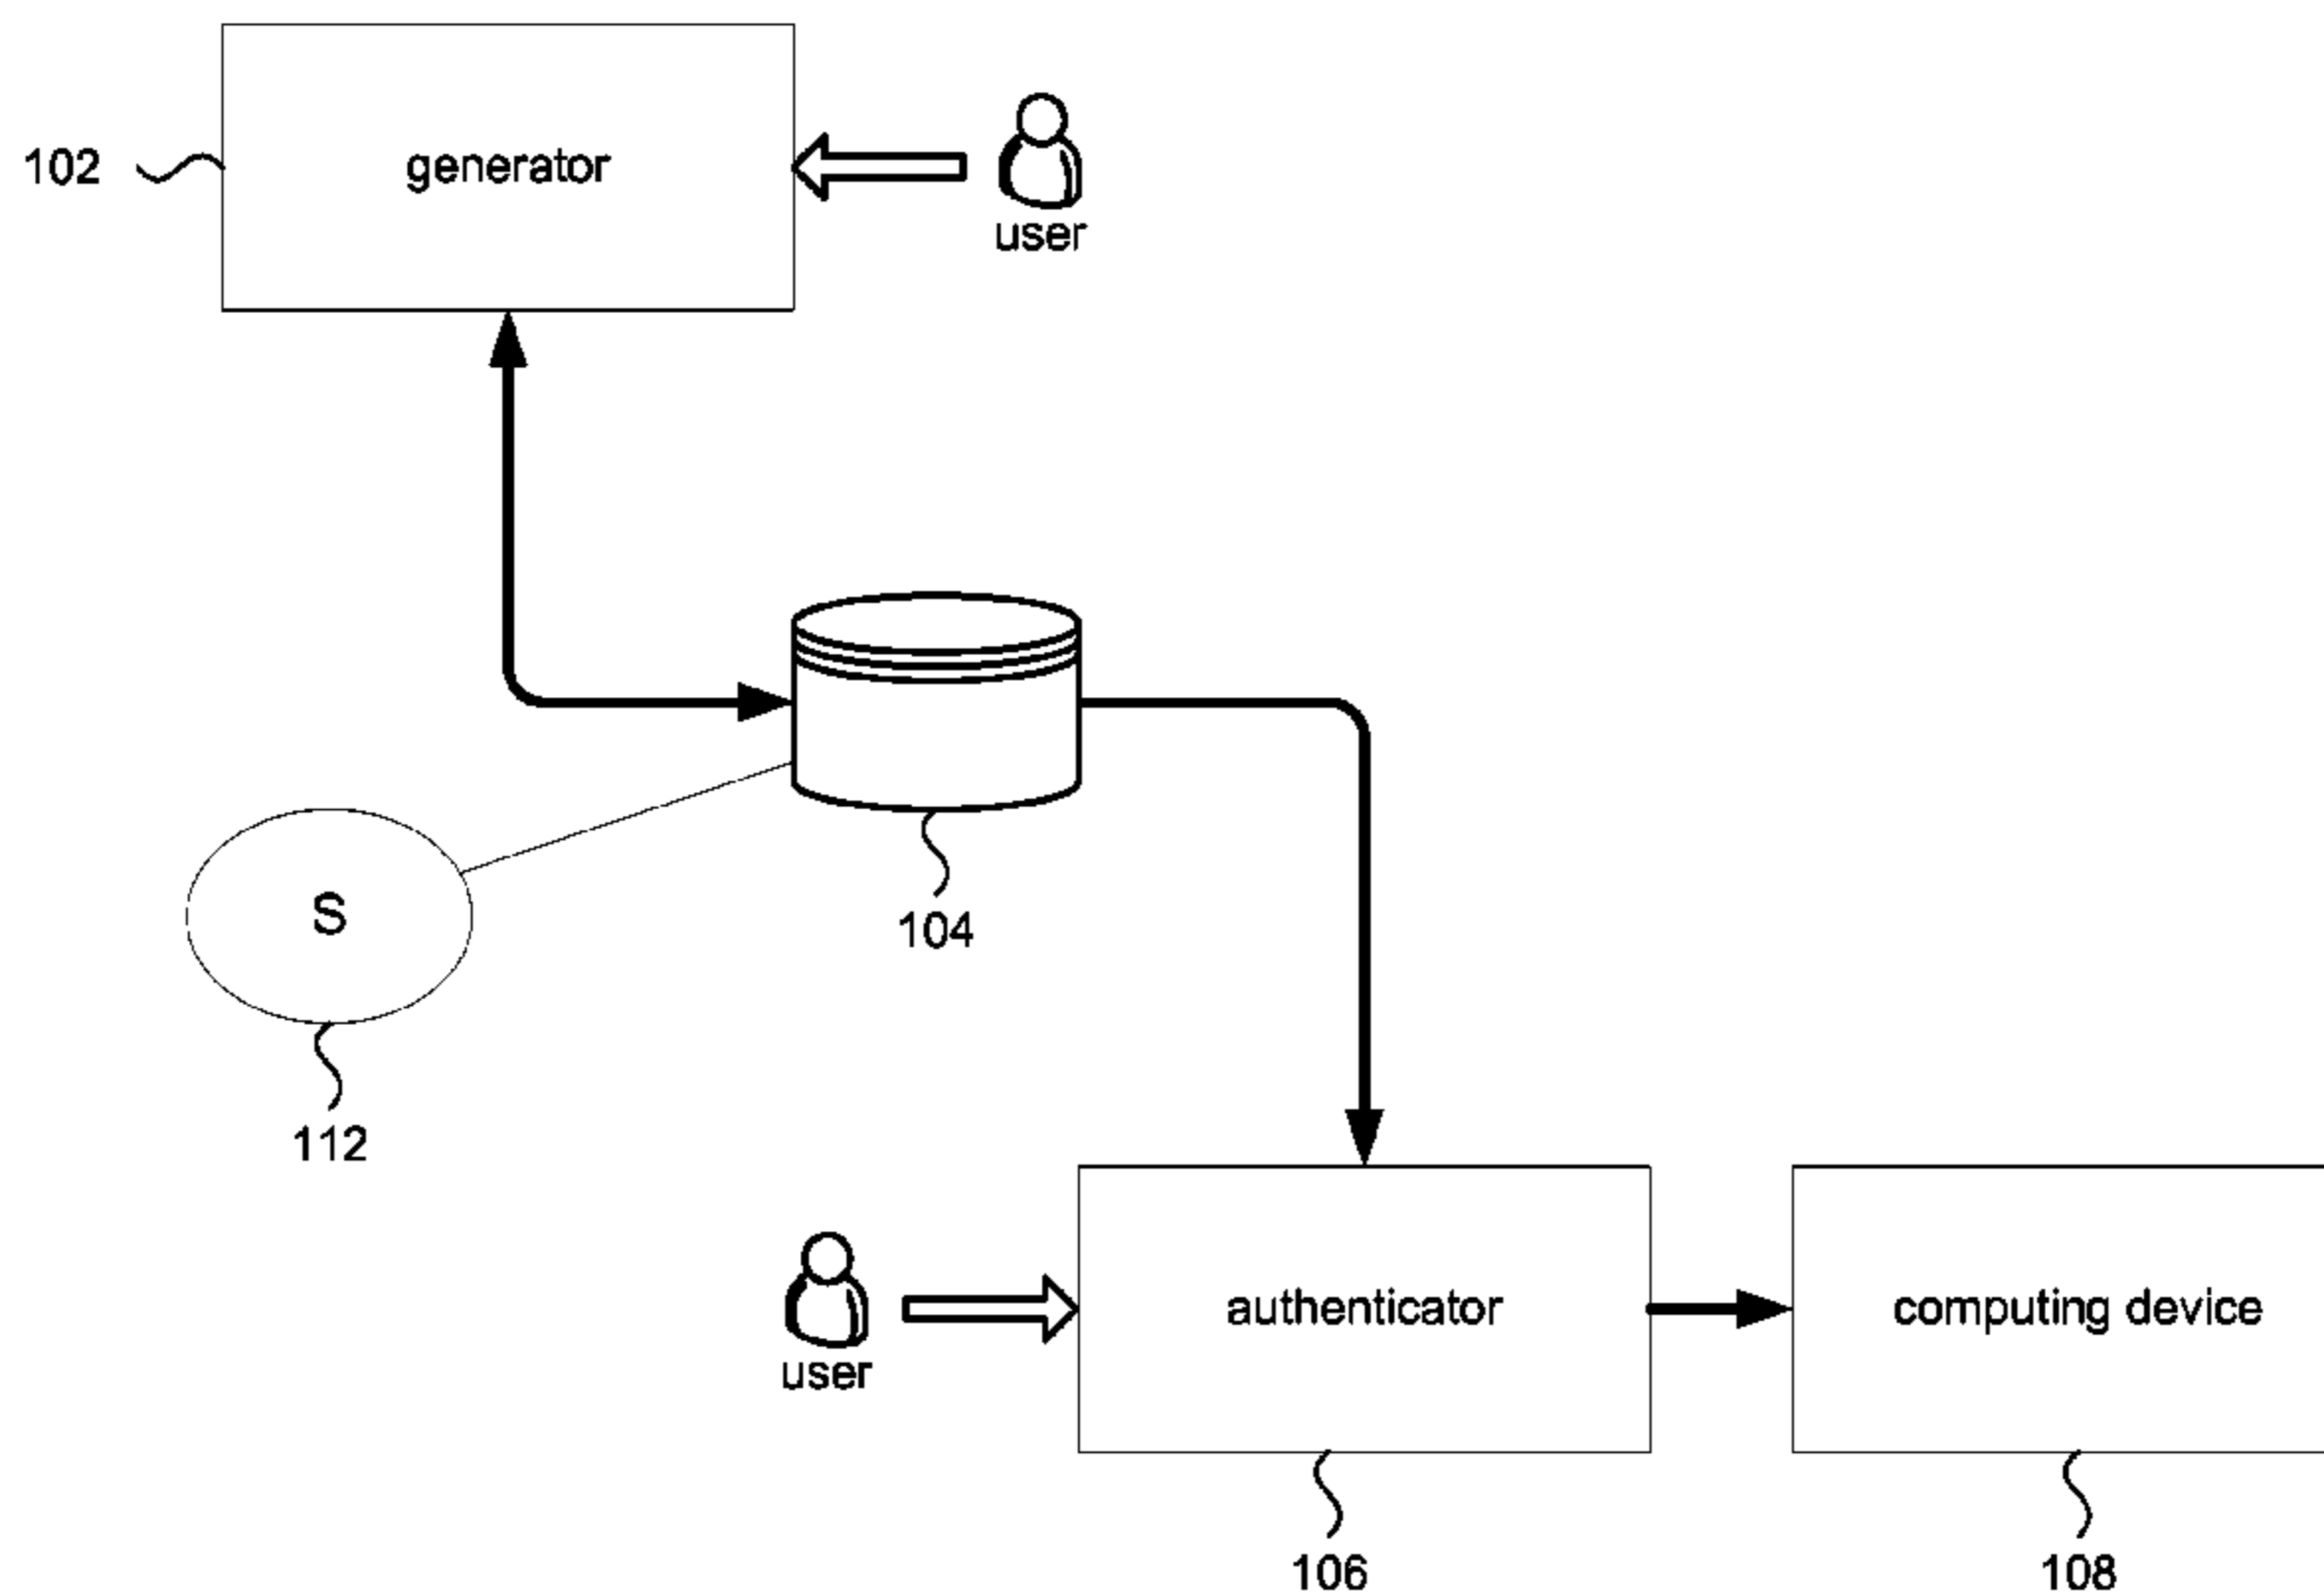 102
generator
user
104
S
112
authenticator
computing device
user
106
108